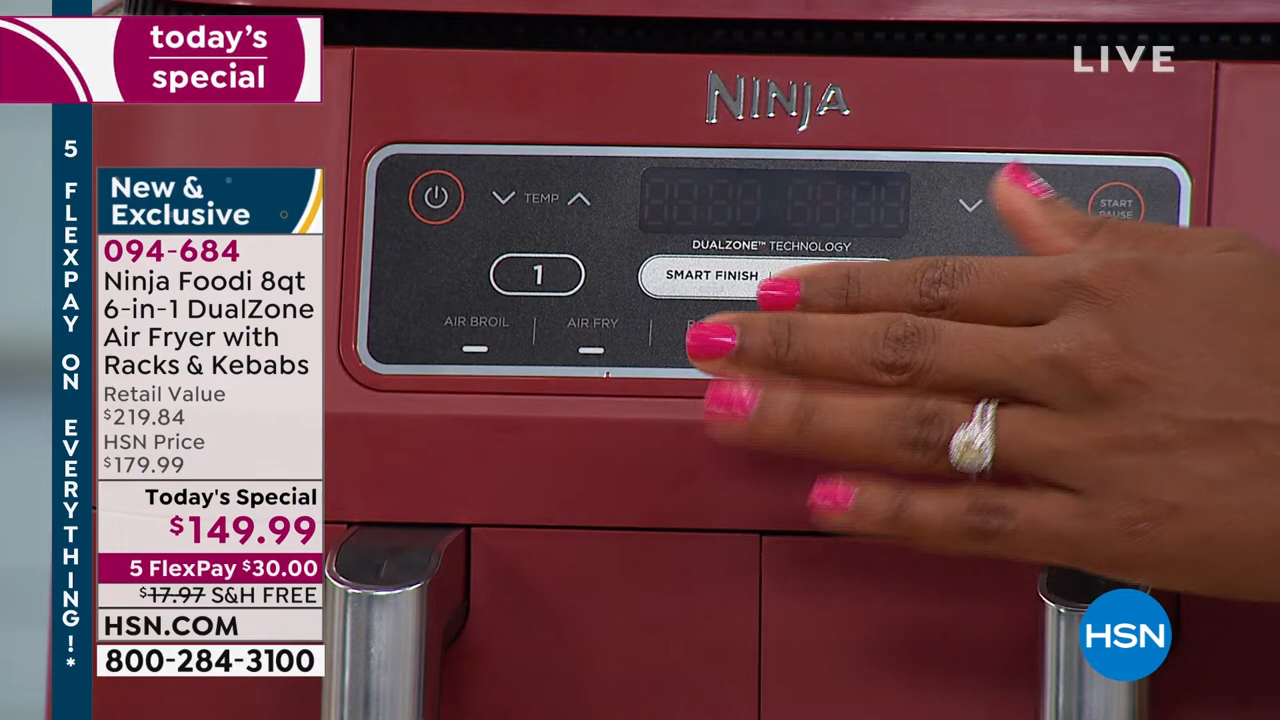 today's
special
LIVE
5 FLEXPAY ON EVERYTHING!*
New &
Exclusive
094-684
Ninja Foodi 8qt
6-in-1 DualZone
Air Fryer with
Racks & Kebabs
Retail Value
$219.84
HSN Price
$179.99
Today's Special
$149.99
5 FlexPay $30.00
$17.97 S&H FREE
HSN.COM
800-284-3100
NINJA
TEMP
START
PAUSE
DUALZONE™ TECHNOLOGY
1
SMART FINISH
AIR BROIL
AIR FRY
HSN